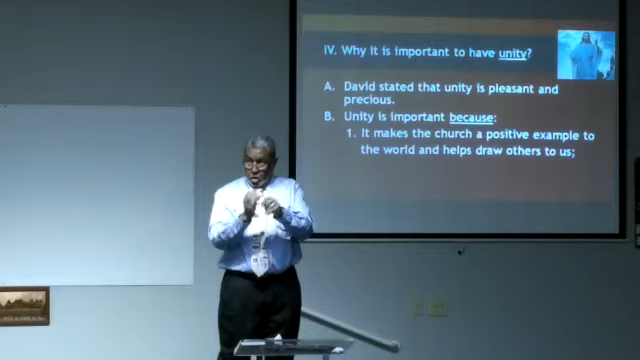 IV. Why it is important to have unity?
A. David stated that unity is pleasant and
precious.
B. Unity is important because:
1. It makes the church a positive example to
the world and helps draw others to us;